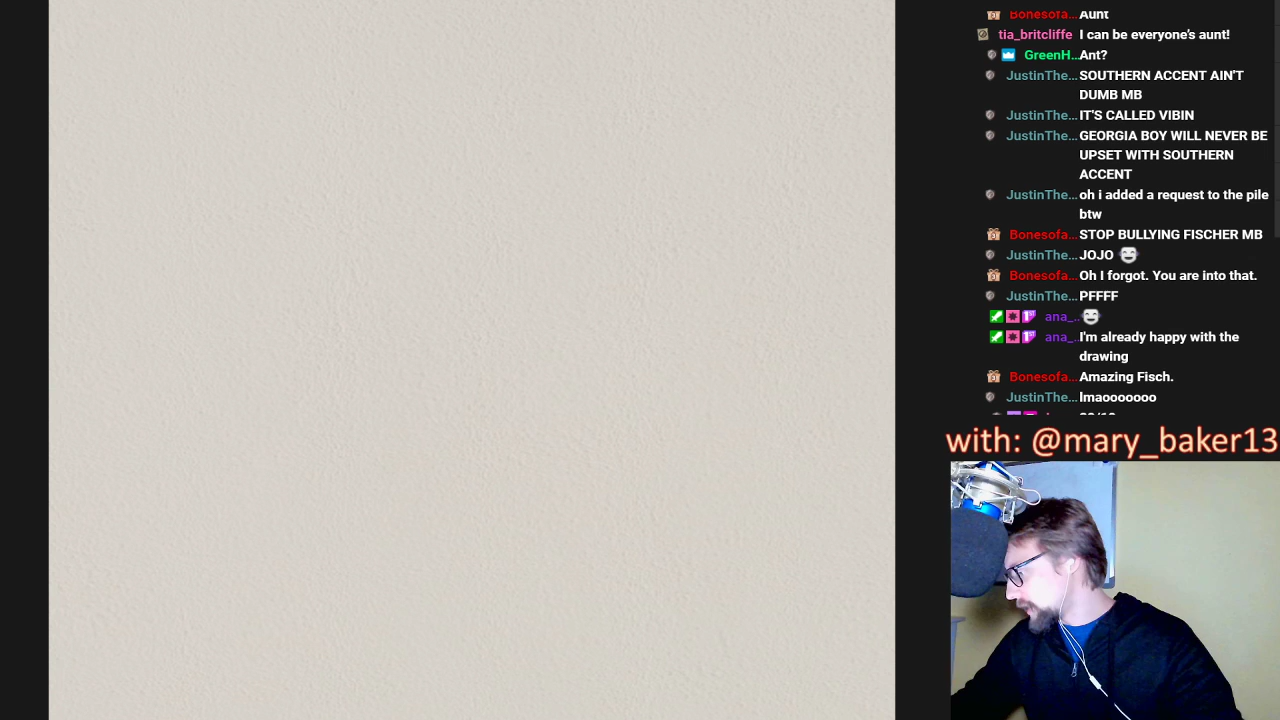 Bonesofa... Aunt
tia_britcliffe I can be everyone's aunt!
GreenH... Ant?
JustinThe... SOUTHERN ACCENT AIN'T
DUMB MB
JustinThe... IT'S CALLED VIBIN
JustinThe... GEORGIA BOY WILL NEVER BE
UPSET WITH SOUTHERN
ACCENT
JustinThe... oh i added a request to the pile
btw
Bonesofa... STOP BULLYING FISCHER MB
JustinThe... JOJO
Bonesofa... Oh I forgot. You are into that.
JustinThe... PFFFF
ana_...
ana_... I'm already happy with the
drawing
Bonesofa... Amazing Fisch.
JustinThe... lmaooooooo
with: @mary_baker13